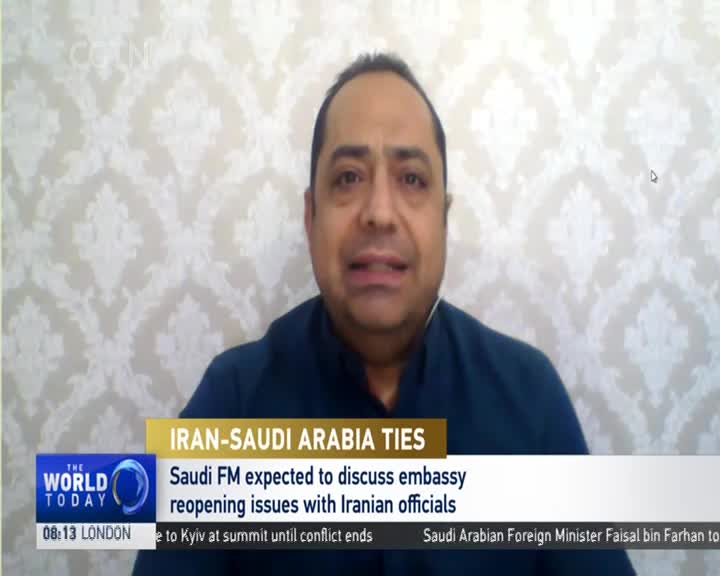 CGTN
IRAN-SAUDI ARABIA TIES
Saudi FM expected to discuss embassy
reopening issues with Iranian officials
THE
WORLD
TODAY
08:13 LONDON
e to Kyiv at summit until conflict ends Saudi Arabian Foreign Minister Faisal bin Farhan to